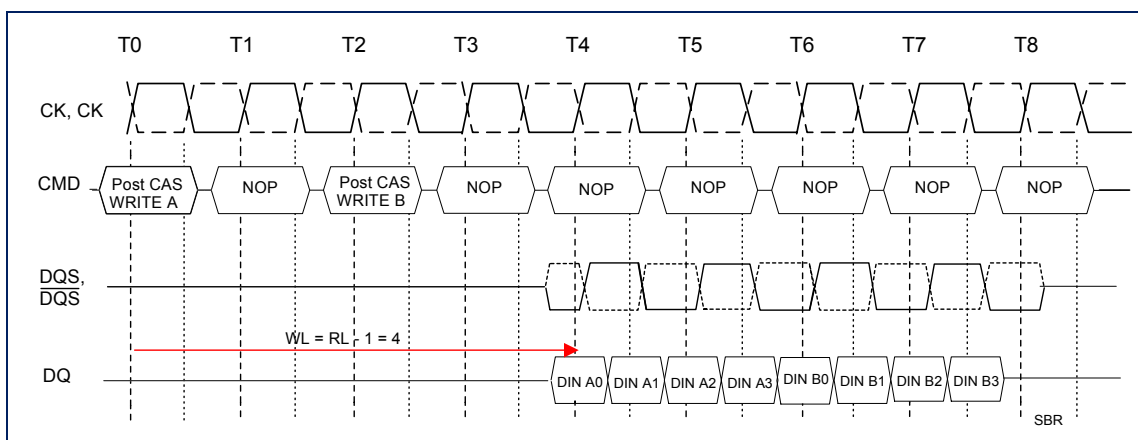 T0 T1 T2 T3 T4 T5 T6 T7 T8
CK, CK
CMD
Post CAS
WRITE A
NOP
Post CAS
WRITE B
NOP NOP NOP NOP NOP NOP
DQS,
DQS
WL = RL - 1 = 4
DQ
DIN A0 DIN A1 DIN A2 DIN A3 DIN B0 DIN B1 DIN B2 DIN B3
SBR